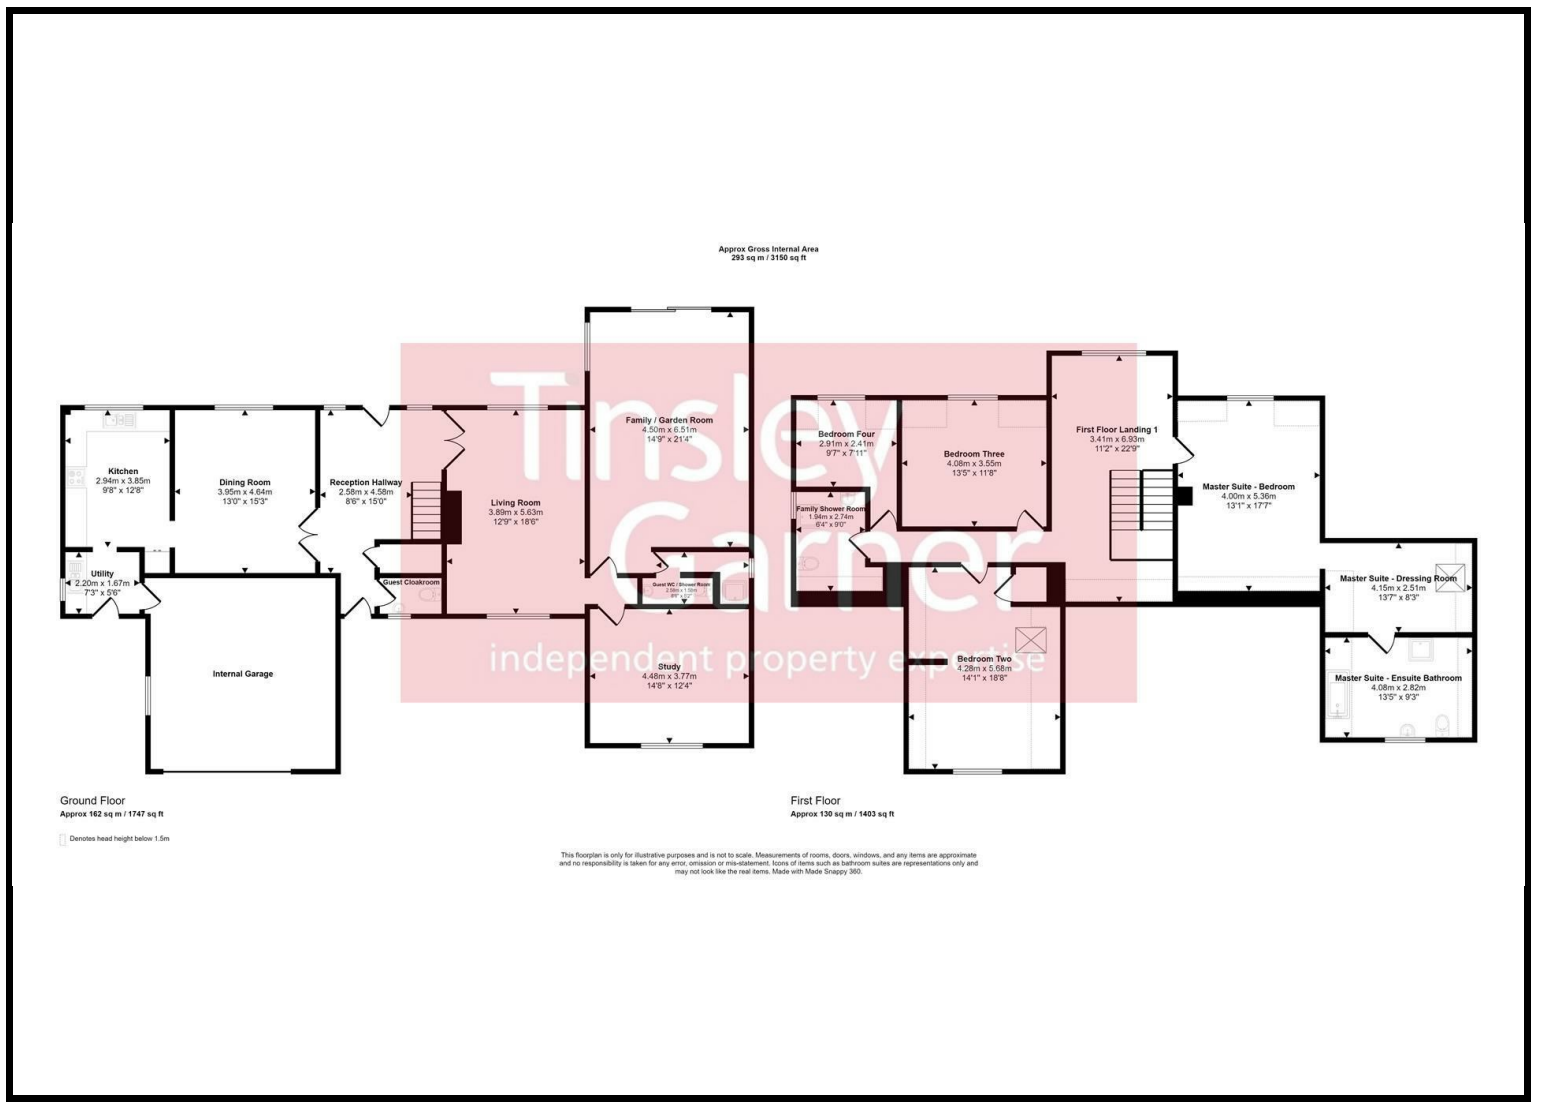 Approx Gross Internal Area
293 sq m / 3150 sq ft
Tinsley
Garner
independent property expertise
Kitchen
2.94m x 3.85m
9'8" x 12'8"
Dining Room
3.95m x 4.64m
13'0" x 15'3"
Reception Hallway
2.58m x 4.58m
8'6" x 15'0"
Living Room
3.89m x 5.63m
12'9" x 18'6"
Family / Garden Room
4.50m x 6.51m
14'9" x 21'4"
Utility
2.20m x 1.67m
7'3" x 5'6"
Guest Cloakroom
Guest WC / Shower Room
Internal Garage
Study
4.48m x 3.77m
14'8" x 12'4"
Bedroom Four
2.91m x 2.41m
9'7" x 7'11"
Bedroom Three
4.08m x 3.55m
13'5" x 11'8"
First Floor Landing 1
3.41m x 6.93m
11'2" x 22'9"
Master Suite - Bedroom
4.00m x 5.36m
13'1" x 17'7"
Family Shower Room
1.94m x 2.74m
6'4" x 9'0"
Master Suite - Dressing Room
4.15m x 2.51m
13'7" x 8'3"
Bedroom Two
4.28m x 5.68m
14'1" x 18'8"
Master Suite - Ensuite Bathroom
4.08m x 2.82m
13'5" x 9'3"
Ground Floor
Approx 162 sq m / 1747 sq ft
First Floor
Approx 130 sq m / 1403 sq ft
Denotes head height below 1.5m
This floorplan is only for illustrative purposes and is not to scale. Measurements of rooms, doors, windows, and any items are approximate
and no responsibility is taken for any error, omission or mis-statement. Icons of items such as bathroom suites are representations only and
may not look like the real items. Made with Made Snappy 360.